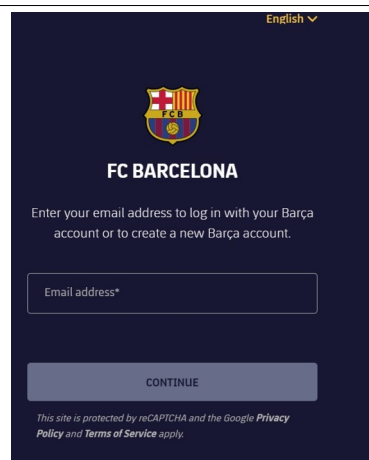 English
FCB
FC BARCELONA
Enter your email address to log in with your Barça
account or to create a new Barça account.
Email address*
CONTINUE
This site is protected by reCAPTCHA and the Google Privacy
Policy and Terms of Service apply.